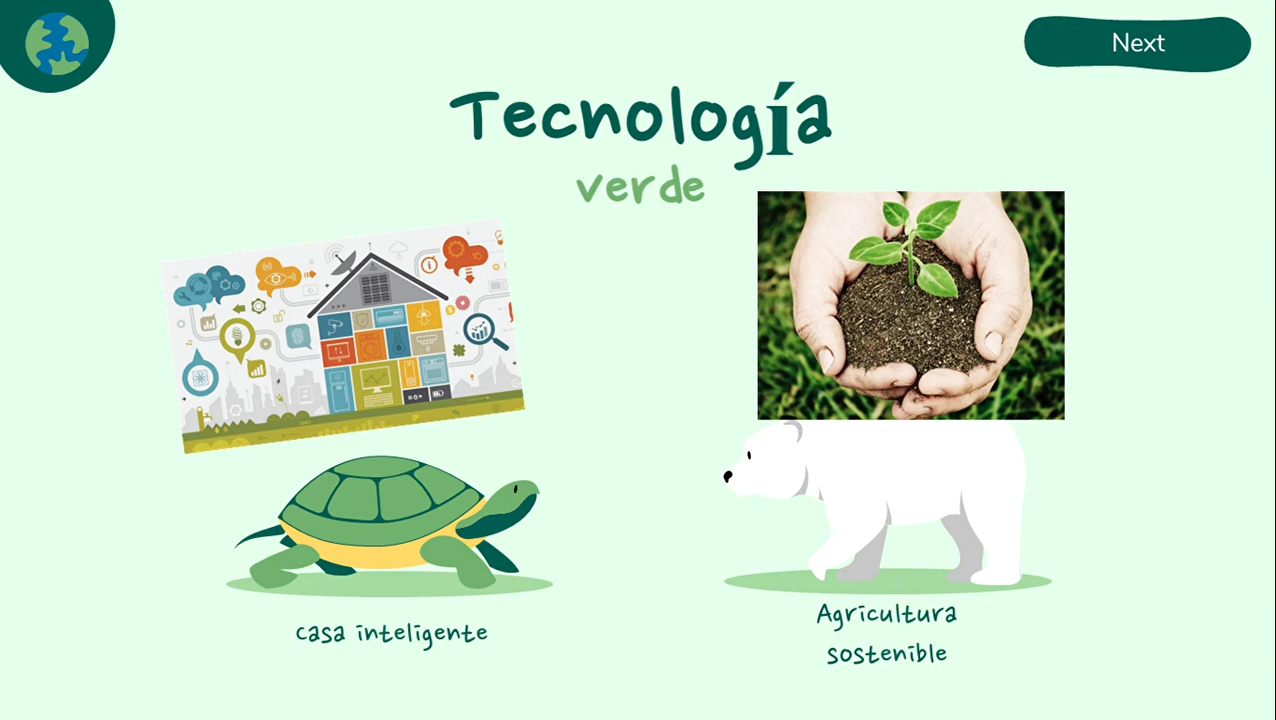 Next
Tecnología
verde
casa inteligente
Agricultura
sostenible